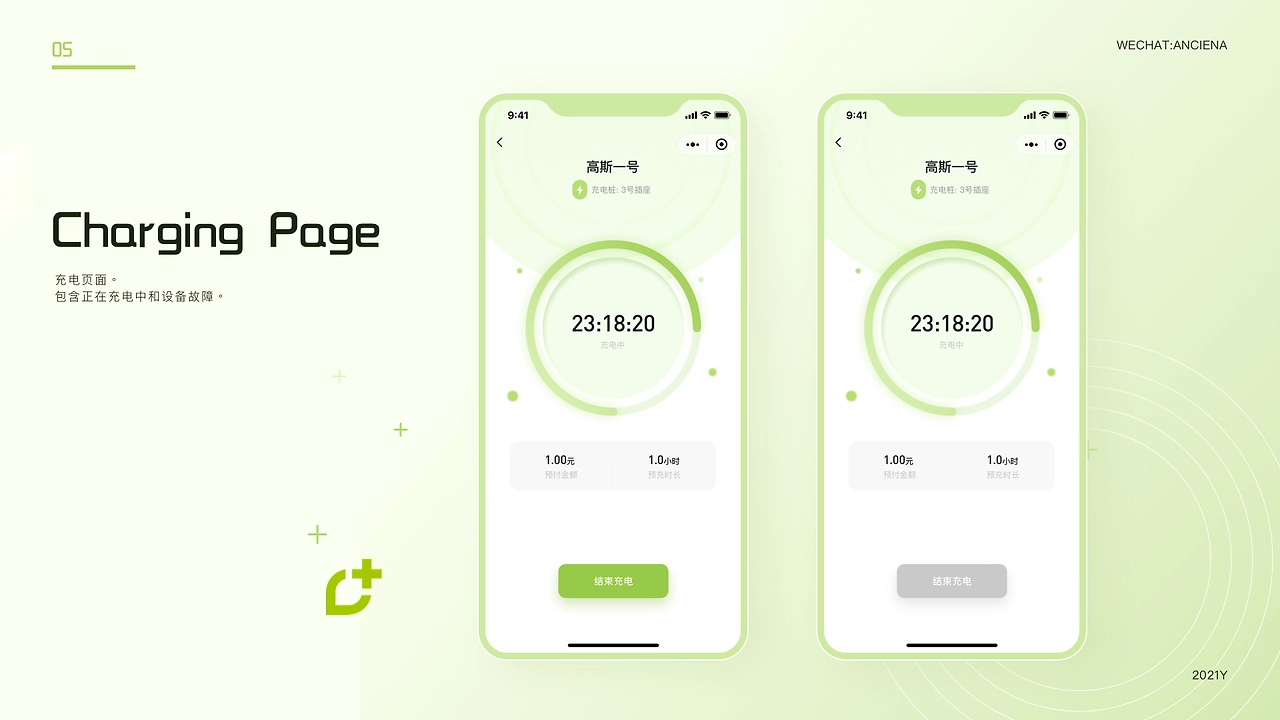 05
WECHAT:ANCIENA
Charging Page
充电页面。
包含正在充电中和设备故障。
9:41
高斯一号
充电桩: 3号插座
23:18:20
充电中
1.00元
预付金额
1.0小时
预充时长
结束充电
9:41
高斯一号
充电桩: 3号插座
23:18:20
充电中
1.00元
预付金额
1.0小时
预充时长
结束充电
2021Y